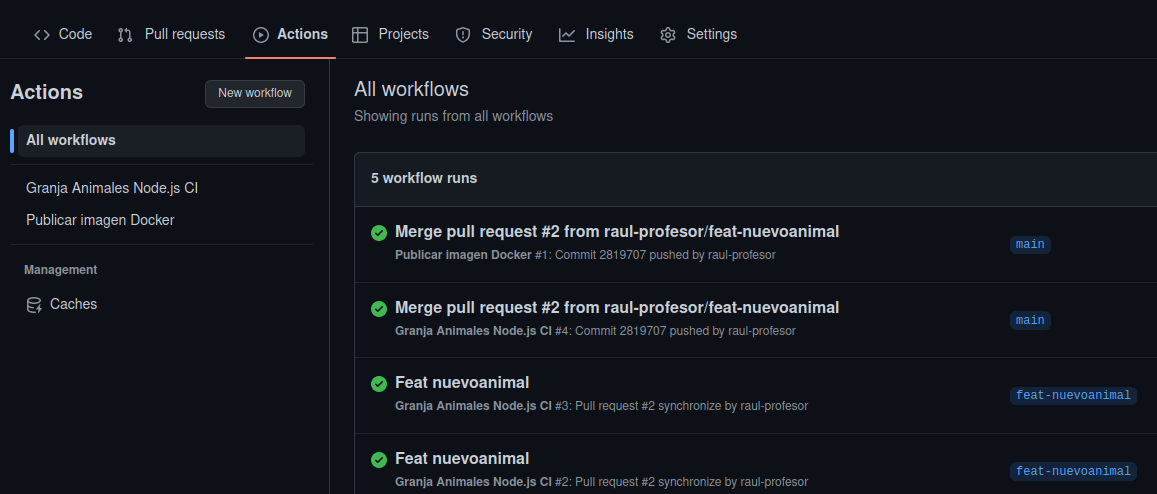 Code Pull requests Actions Projects Security Insights Settings
Actions
New workflow
All workflows
Granja Animales Node.js CI
Publicar imagen Docker
Management
Caches
All workflows
Showing runs from all workflows
5 workflow runs
Merge pull request #2 from raul-profesor/feat-nuevoanimal
Publicar imagen Docker #1: Commit 2819707 pushed by raul-profesor
main
Merge pull request #2 from raul-profesor/feat-nuevoanimal
Granja Animales Node.js CI #4: Commit 2819707 pushed by raul-profesor
main
Feat nuevoanimal
Granja Animales Node.js CI #3: Pull request #2 synchronize by raul-profesor
feat-nuevoanimal
Feat nuevoanimal
Granja Animales Node.js CI #2: Pull request #2 synchronize by raul-profesor
feat-nuevoanimal